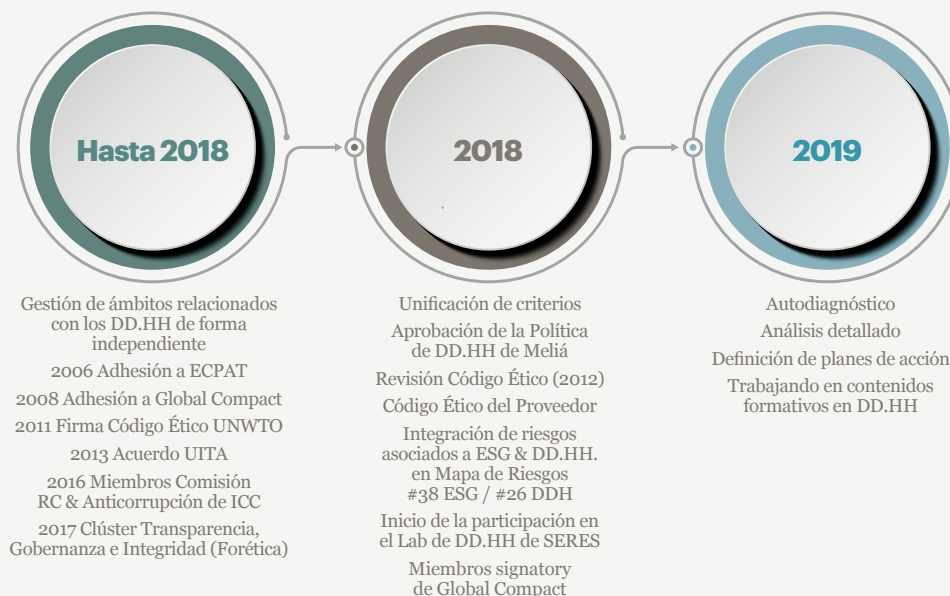 Hasta 2018
Gestión de ámbitos relacionados
con los DD.HH de forma
independiente
2006 Adhesión a ECPAT
2008 Adhesión a Global Compact
2011 Firma Código Ético UNWTO
2013 Acuerdo UITA
2016 Miembros Comisión
RC & Anticorrupción de ICC
2017 Clúster Transparencia,
Gobernanza e Integridad (Forética)
2018
Unificación de criterios
Aprobación de la Política
de DD.HH de Meliá
Revisión Código Ético (2012)
Código Ético del Proveedor
Integración de riesgos
asociados a ESG & DD.HH.
en Mapa de Riesgos
#38 ESG / #26 DDH
Inicio de la participación en
el Lab de DD.HH de SERES
Miembros signatory
de Global Compact
2019
Autodiagnóstico
Análisis detallado
Definición de planes de acción
Trabajando en contenidos
formativos en DD.HH